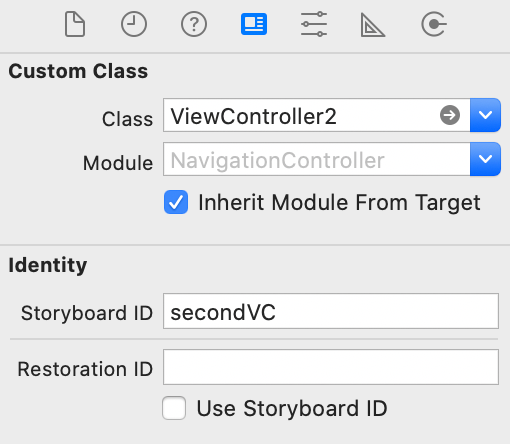 Custom Class
Class ViewController2
Module NavigationController
Inherit Module From Target
Identity
Storyboard ID secondVC
Restoration ID
Use Storyboard ID